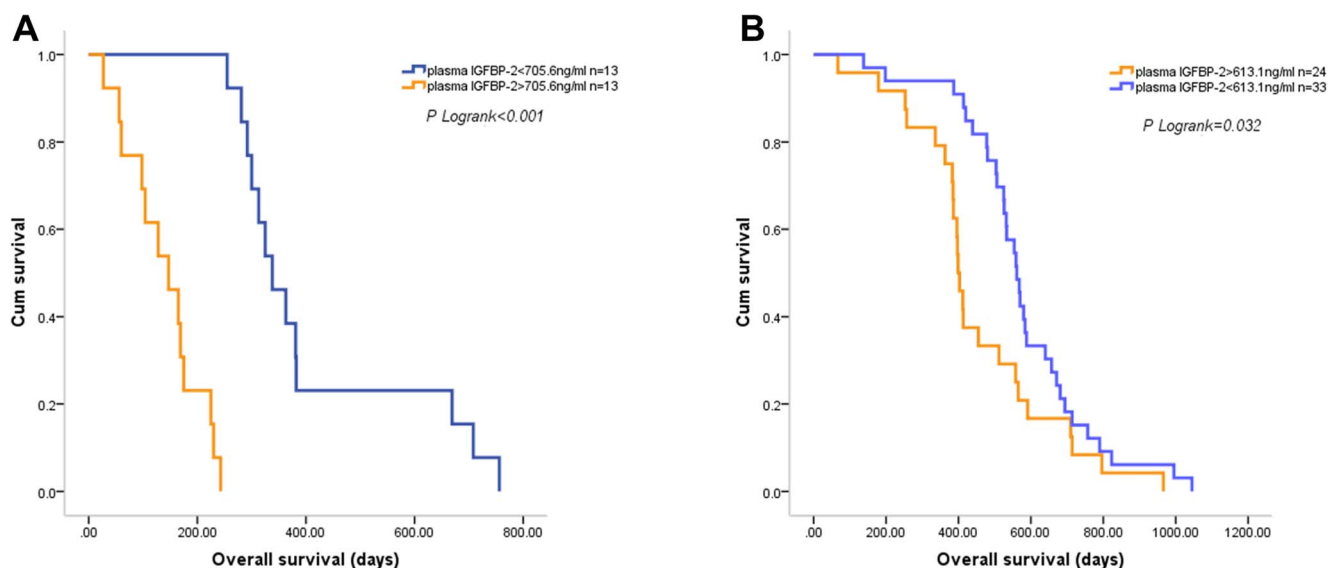 A
plasma IGFBP-2<705.6ng/ml n=13
plasma IGFBP-2>705.6ng/ml n=13
P Logrank<0.001
Cum survival
1.0
0.8
0.6
0.4
0.2
0.0
.00 200.00 400.00 600.00 800.00
Overall survival (days)
B
plasma IGFBP-2>613.1ng/ml n=24
plasma IGFBP-2<613.1ng/ml n=33
P Logrank=0.032
Cum survival
1.0
0.8
0.6
0.4
0.2
0.0
.00 200.00 400.00 600.00 800.00 1000.00 1200.00
Overall survival (days)